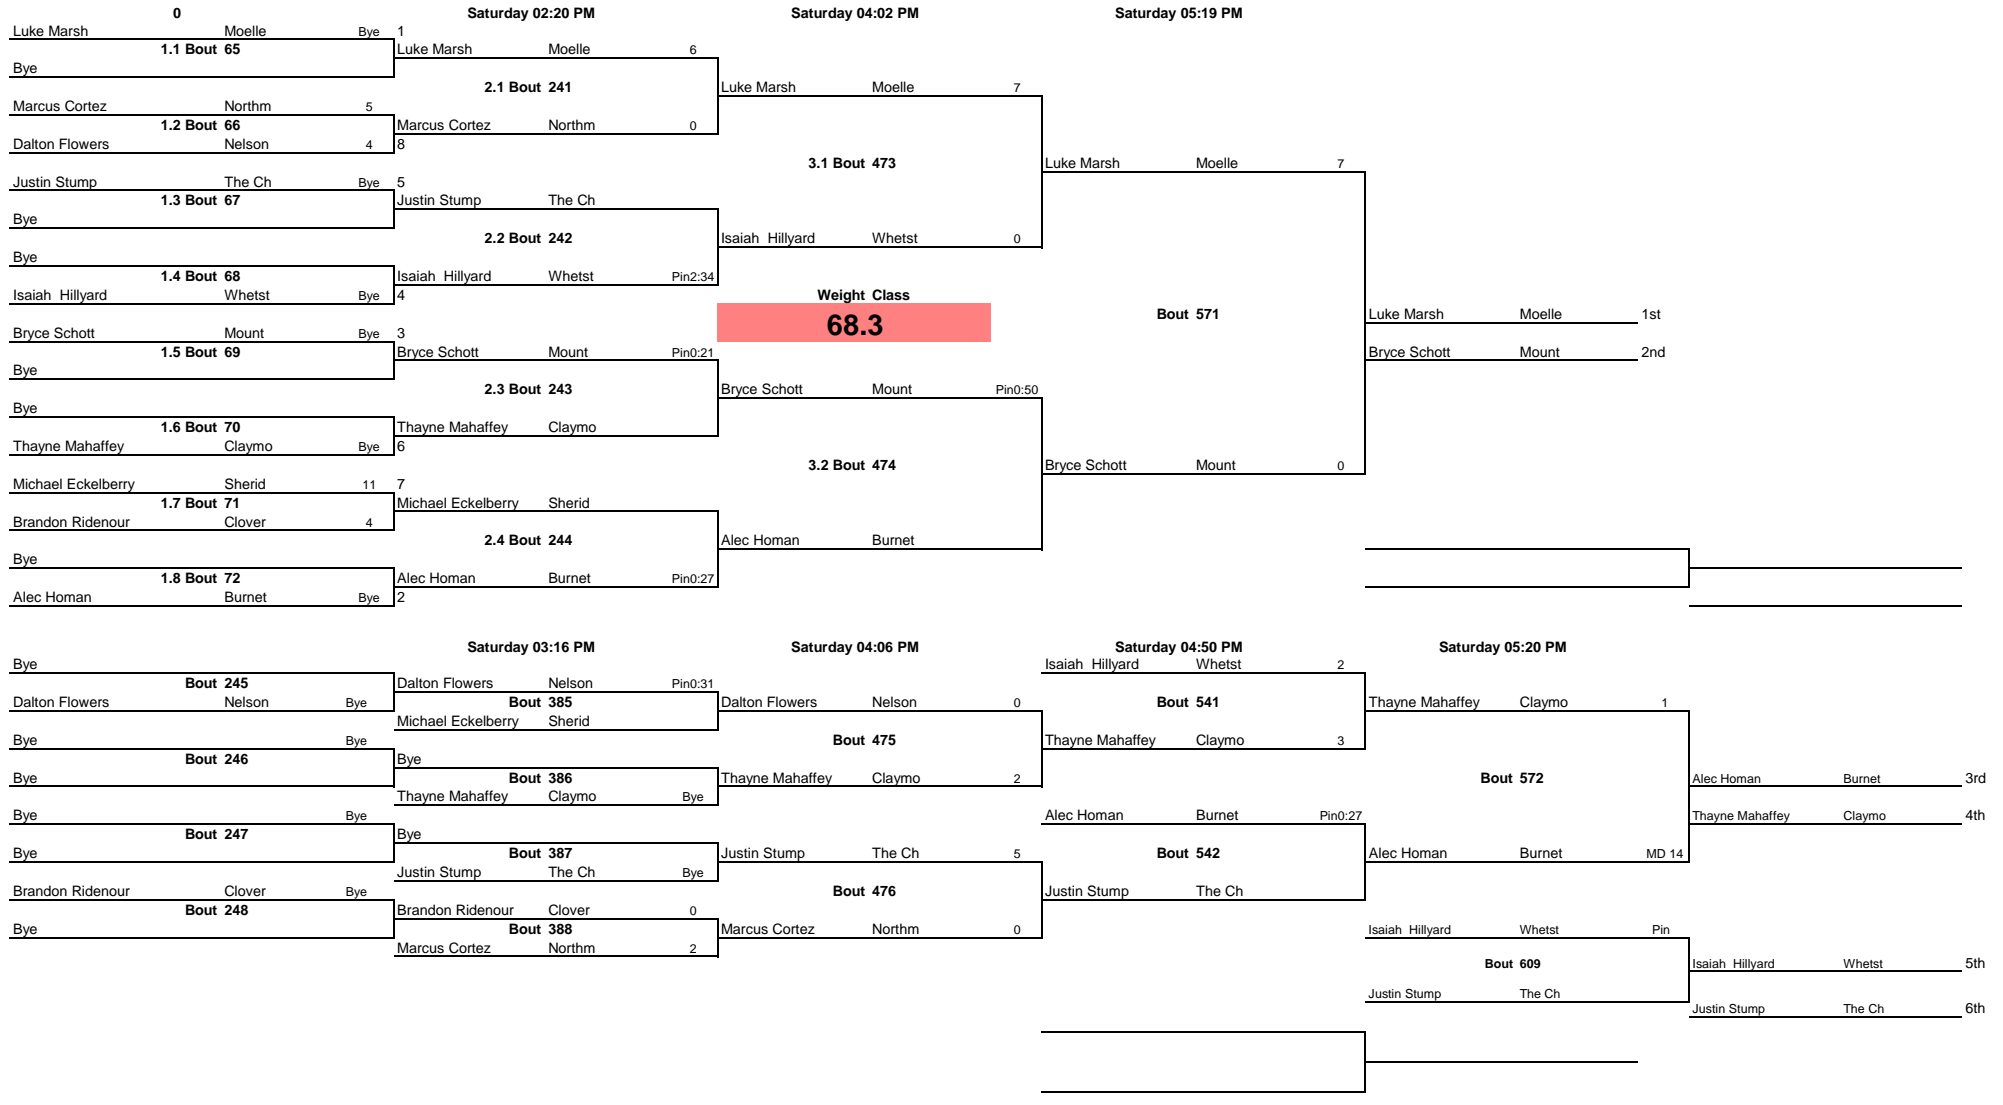 0 Saturday 02:20 PM Saturday 04:02 PM Saturday 05:19 PM
Luke Marsh Moelle Bye 1
1.1 Bout 65 Luke Marsh Moelle 6
Bye
2.1 Bout 241 Luke Marsh Moelle 7
Marcus Cortez Northm 5
1.2 Bout 66 Marcus Cortez Northm 0
Dalton Flowers Nelson 4 8
3.1 Bout 473 Luke Marsh Moelle 7
Justin Stump The Ch Bye 5
1.3 Bout 67 Justin Stump The Ch
Bye
2.2 Bout 242 Isaiah Hillyard Whetst 0
Bye
1.4 Bout 68 Isaiah Hillyard Whetst Pin2:34
Isaiah Hillyard Whetst Bye 4 Weight Class
68.3 Bout 571 Luke Marsh Moelle 1st
Bryce Schott Mount Bye 3
1.5 Bout 69 Bryce Schott Mount Pin0:21 Bryce Schott Mount 2nd
Bye
2.3 Bout 243 Bryce Schott Mount Pin0:50
Bye
1.6 Bout 70 Thayne Mahaffey Claymo
Thayne Mahaffey Claymo Bye 6
3.2 Bout 474 Bryce Schott Mount 0
Michael Eckelberry Sherid 11 7
1.7 Bout 71 Michael Eckelberry Sherid
Brandon Ridenour Clover 4
2.4 Bout 244 Alec Homan Burnet
Bye
1.8 Bout 72 Alec Homan Burnet Pin0:27
Alec Homan Burnet Bye 2
Saturday 03:16 PM Saturday 04:06 PM Saturday 04:50 PM Saturday 05:20 PM
Bye Isaiah Hillyard Whetst 2
Bout 245 Dalton Flowers Nelson Pin0:31
Dalton Flowers Nelson Bye Bout 385 Dalton Flowers Nelson 0 Bout 541 Thayne Mahaffey Claymo 1
Michael Eckelberry Sherid
Bye Bye Bout 475 Thayne Mahaffey Claymo 3
Bout 246 Bye
Bye Bout 386 Thayne Mahaffey Claymo 2 Bout 572 Alec Homan Burnet 3rd
Thayne Mahaffey Claymo Bye
Bye Bye Alec Homan Burnet Pin0:27 Thayne Mahaffey Claymo 4th
Bout 247 Bye
Bye Bout 387 Justin Stump The Ch 5 Bout 542 Alec Homan Burnet MD 14
Justin Stump The Ch Bye
Brandon Ridenour Clover Bye Bout 476 Justin Stump The Ch
Bout 248 Brandon Ridenour Clover 0
Bye Bout 388 Marcus Cortez Northm 0 Isaiah Hillyard Whetst Pin
Marcus Cortez Northm 2
Bout 609 Isaiah Hillyard Whetst 5th
Justin Stump The Ch
Justin Stump The Ch 6th